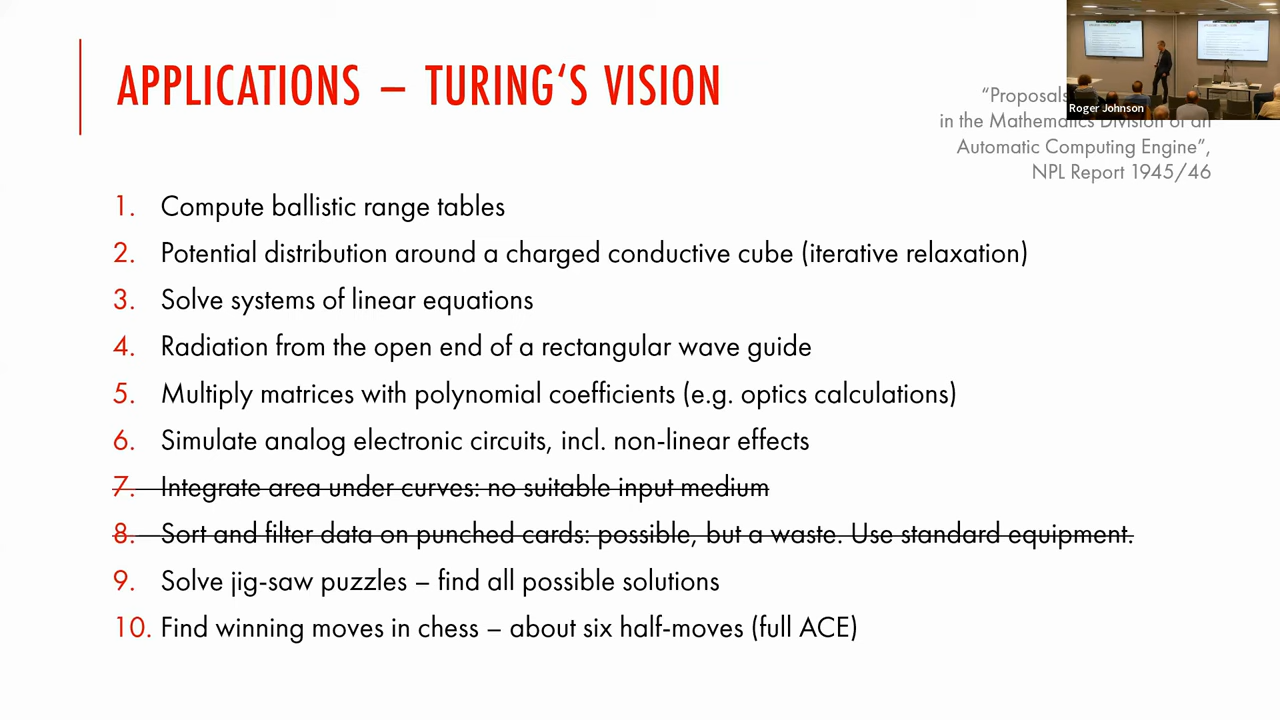 APPLICATIONS – TURING‘S VISION
“Proposals
in the Mathematics Division of an
Automatic Computing Engine”,
NPL Report 1945/46
Roger Johnson
1. Compute ballistic range tables
2. Potential distribution around a charged conductive cube (iterative relaxation)
3. Solve systems of linear equations
4. Radiation from the open end of a rectangular wave guide
5. Multiply matrices with polynomial coefficients (e.g. optics calculations)
6. Simulate analog electronic circuits, incl. non-linear effects
7. Integrate area under curves: no suitable input medium
8. Sort and filter data on punched cards: possible, but a waste. Use standard equipment.
9. Solve jig-saw puzzles – find all possible solutions
10. Find winning moves in chess – about six half-moves (full ACE)